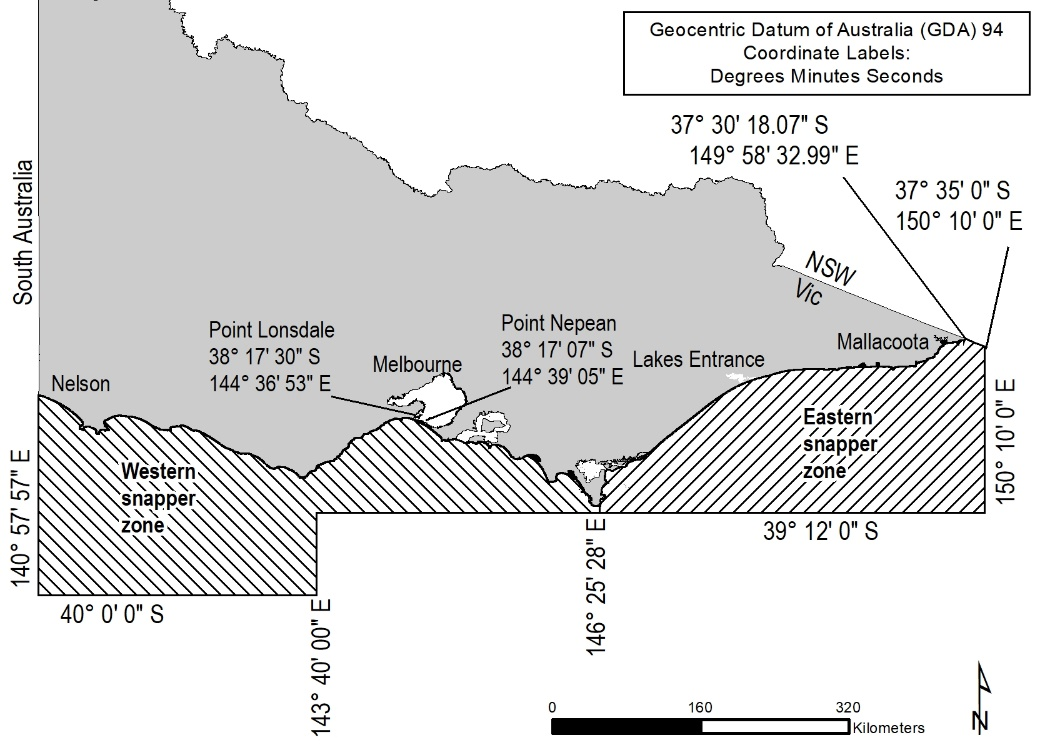 Geocentric Datum of Australia (GDA) 94
Coordinate Labels:
Degrees Minutes Seconds
37° 30' 18.07" S
149° 58' 32.99" E
37° 35' 0" S
150° 10' 0" E
South Australia
NSW
Vic
Point Lonsdale
38° 17' 30" S
144° 36' 53" E
Melbourne
Point Nepean
38° 17' 07" S
144° 39' 05" E
Lakes Entrance
Mallacoota
Nelson
Western
snapper
zone
Eastern
snapper
zone
140° 57' 57" E
150° 10' 0" E
39° 12' 0" S
40° 0' 0" S
143° 40' 00" E
146° 25' 28" E
0 160 320
Kilometers
N